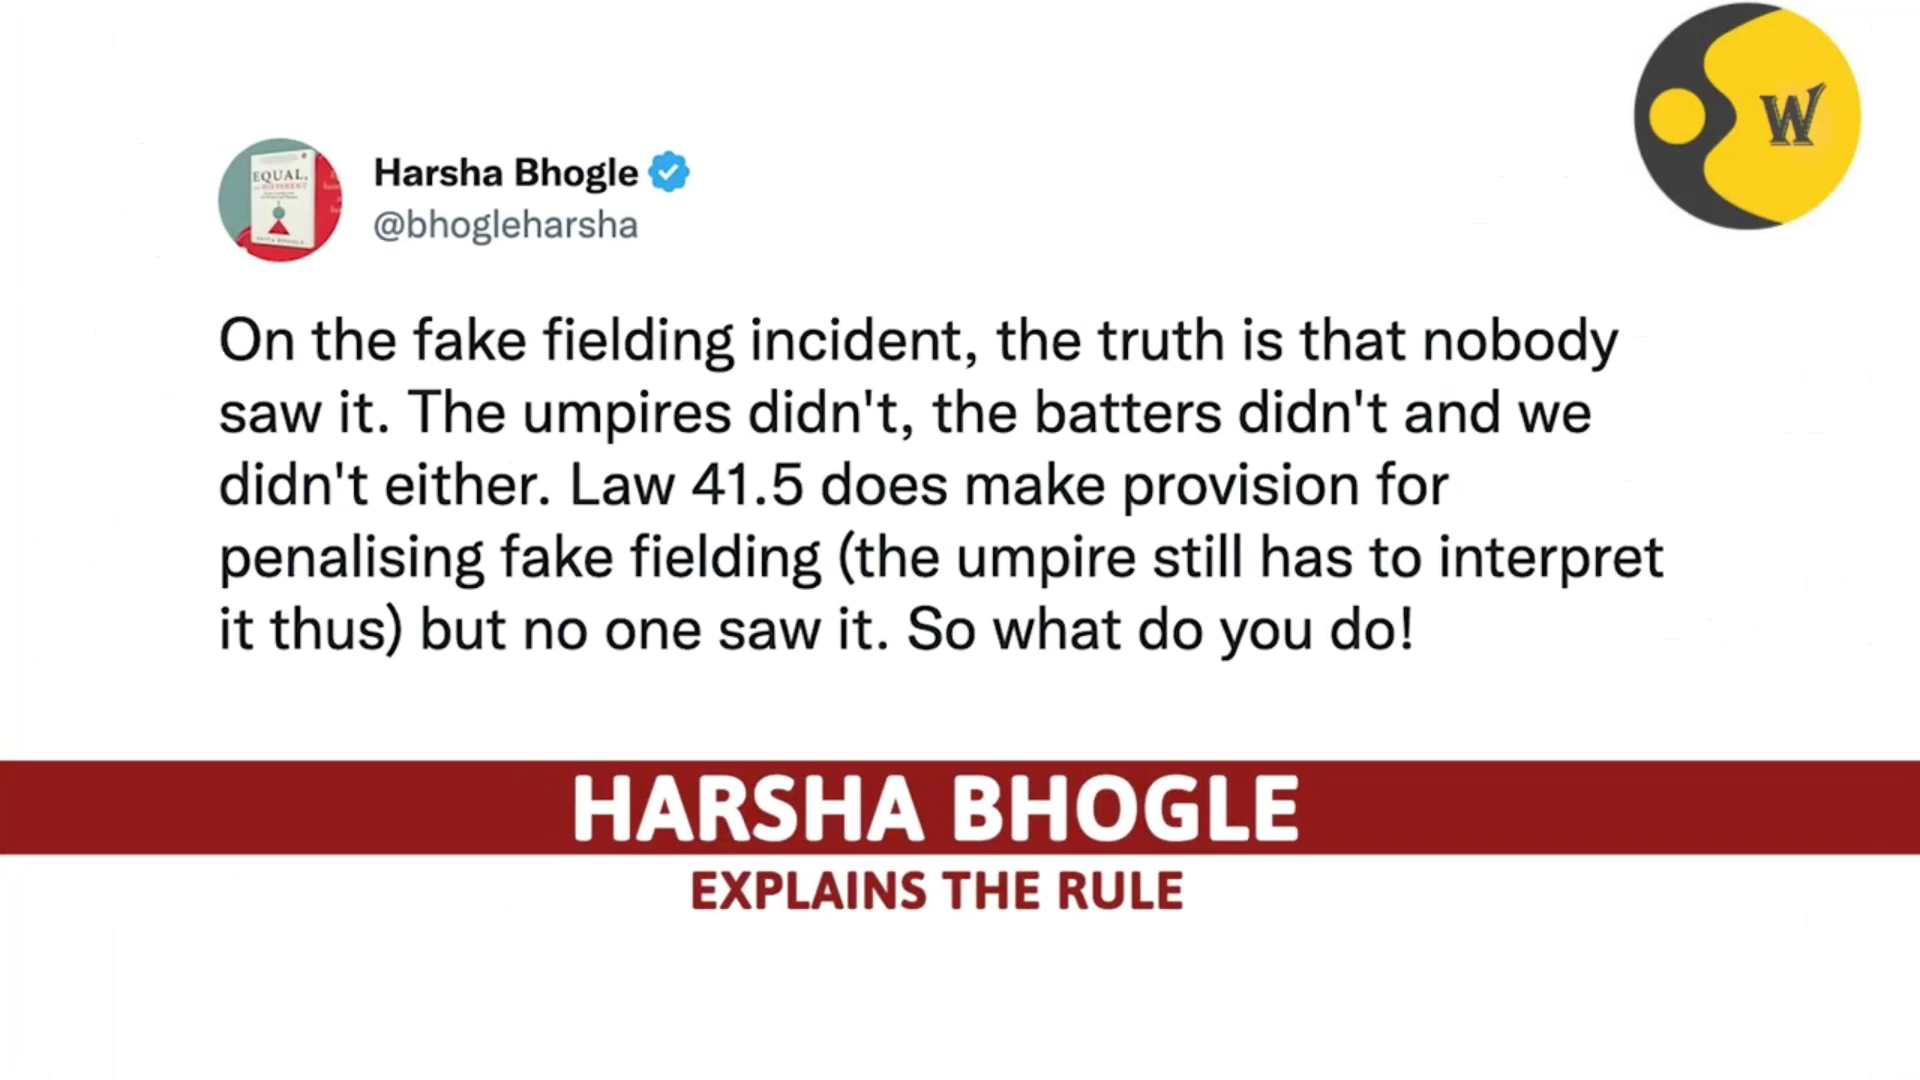 W
EQUAL,
Harsha Bhogle
@bhogleharsha
On the fake fielding incident, the truth is that nobody
saw it. The umpires didn't, the batters didn't and we
didn't either. Law 41.5 does make provision for
penalising fake fielding (the umpire still has to interpret
it thus) but no one saw it. So what do you do!
HARSHA BHOGLE
EXPLAINS THE RULE